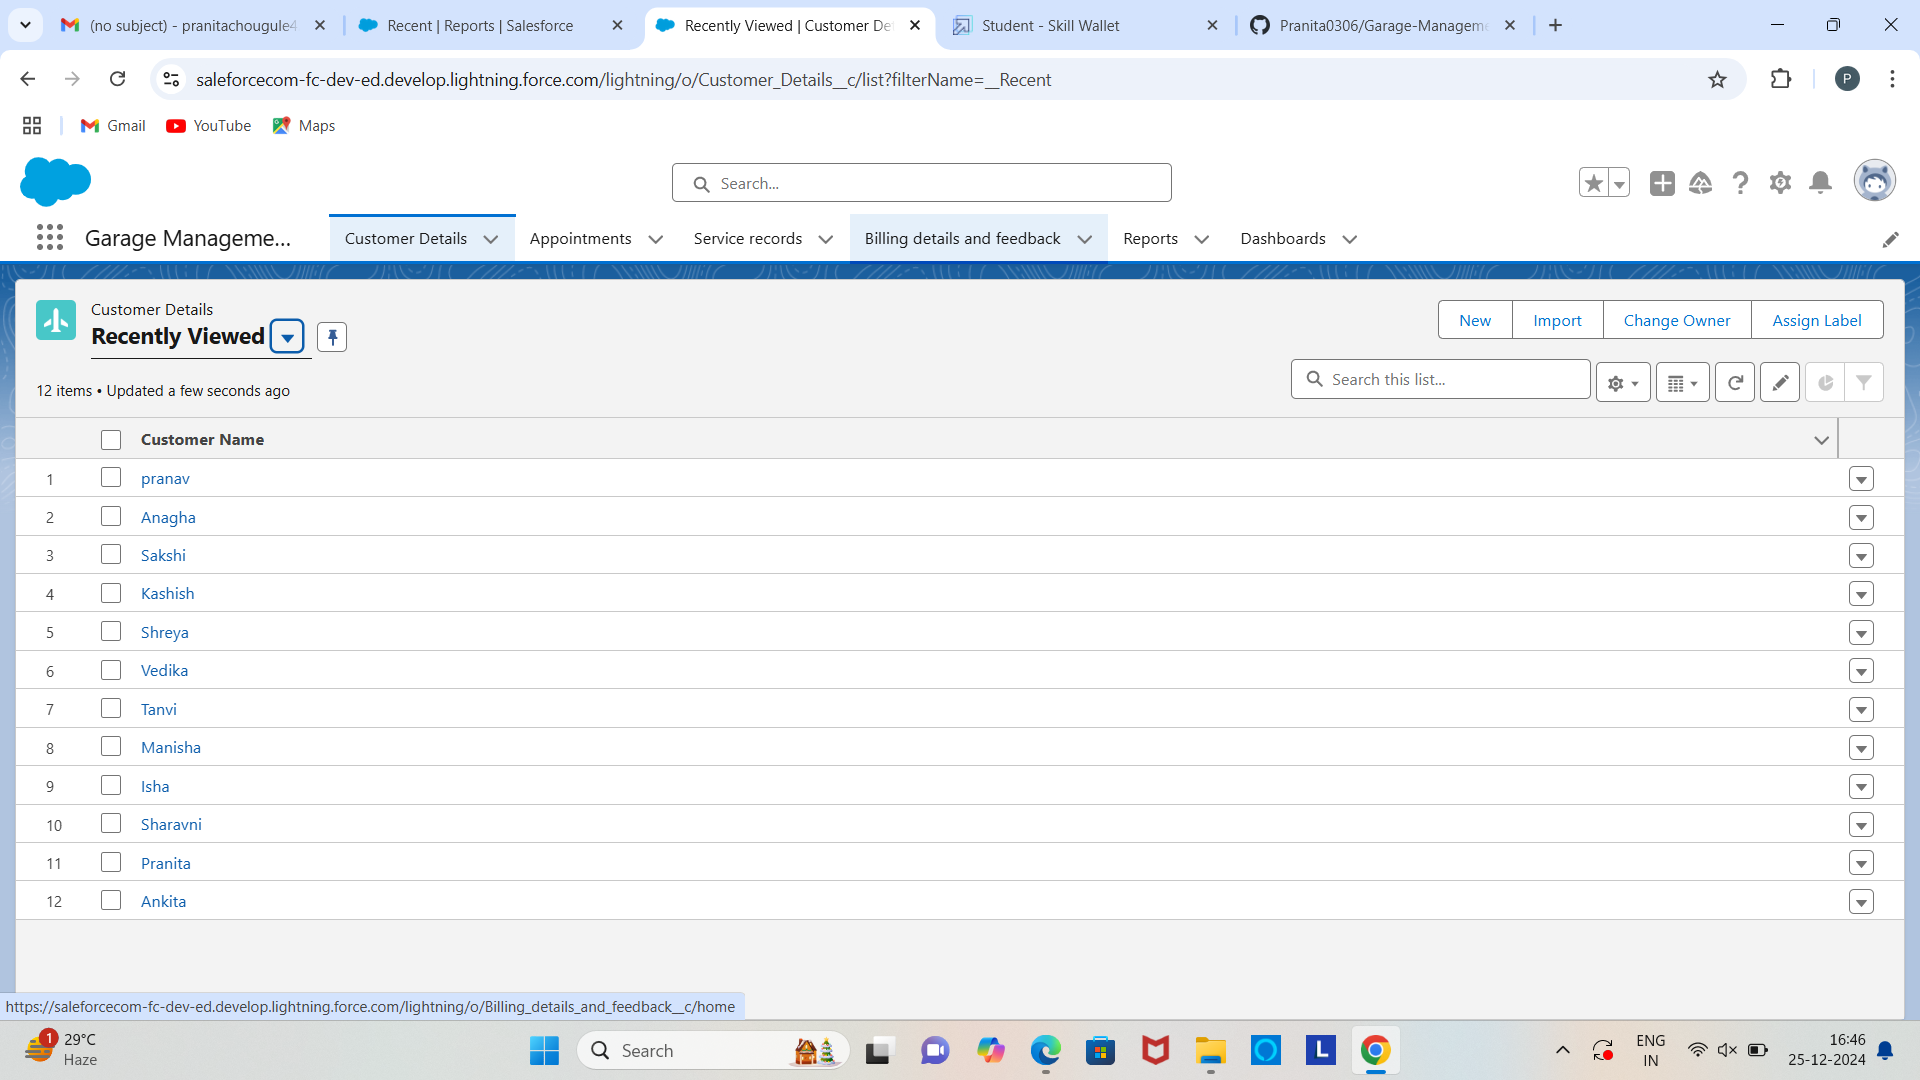 (no subject) - pranitachougule4
Recent | Reports | Salesforce
Recently Viewed | Customer De
Student - Skill Wallet
Pranita0306/Garage-Managem
saleforcecom-fc-dev-ed.develop.lightning.force.com/lightning/o/Customer_Details__c/list?filterName=__Recent
P
Gmail
YouTube
Maps
Search...
Garage Manageme...
Customer Details
Appointments
Service records
Billing details and feedback
Reports
Dashboards
Customer Details
Recently Viewed
New
Import
Change Owner
Assign Label
12 items • Updated a few seconds ago
Search this list...
Customer Name
1 pranav
2 Anagha
3 Sakshi
4 Kashish
5 Shreya
6 Vedika
7 Tanvi
8 Manisha
9 Isha
10 Sharavni
11 Pranita
12 Ankita
https://saleforcecom-fc-dev-ed.develop.lightning.force.com/lightning/o/Billing_details_and_feedback__c/home
1
29°C
Haze
Search
L
ENG
IN
16:46
25-12-2024